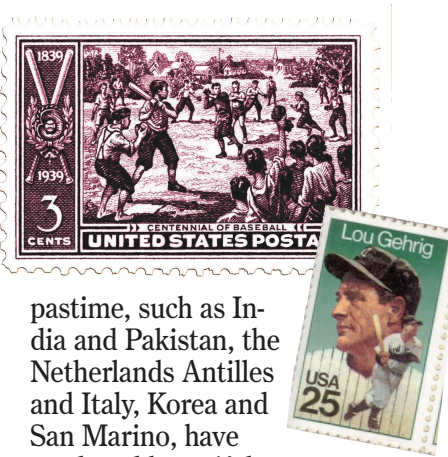 1839
1939
3
CENTS
CENTENNIAL OF BASEBALL
UNITED STATES POSTA
Lou Gehrig
USA
25
pastime, such as In-
dia and Pakistan, the
Netherlands Antilles
and Italy, Korea and
San Marino, have